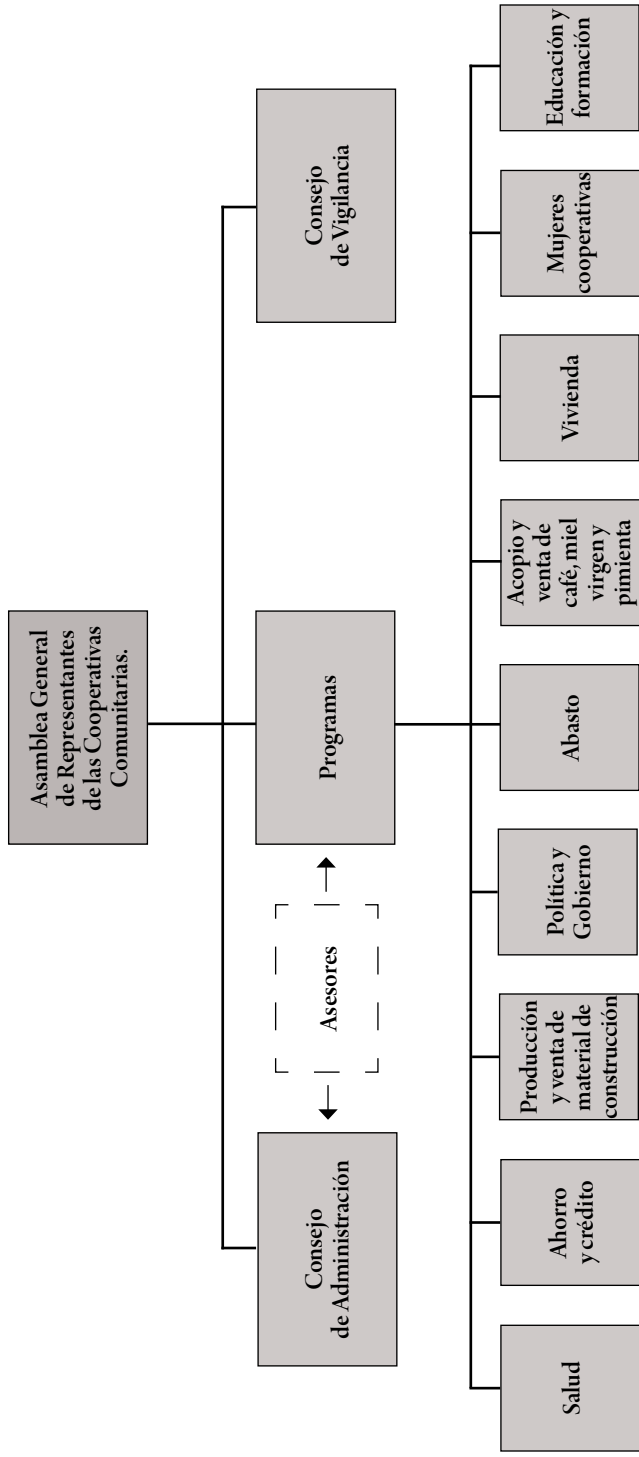 Asamblea General
de Representantes
de las Cooperativas
Comunitarias.
Consejo
de Administración
Asesores
Programas
Consejo
de Vigilancia
Salud
Ahorro
y crédito
Producción
y venta de
material de
construcción
Política y
Gobierno
Abasto
Acopio y
venta de
café, miel
virgen y
pimienta
Vivienda
Mujeres
cooperativas
Educación y
formación